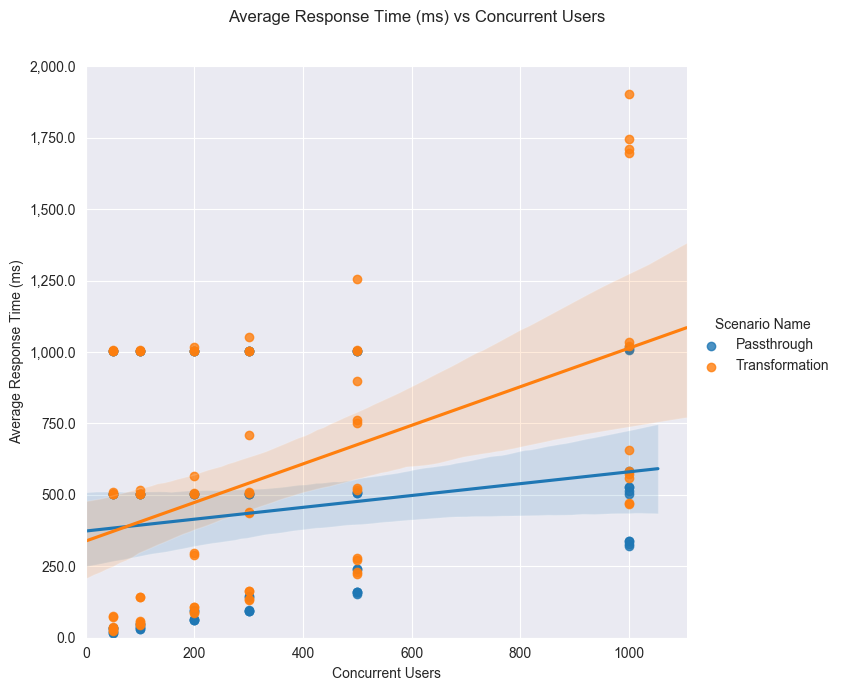 Average Response Time (ms) vs Concurrent Users
2,000.0
1,750.0
1,500.0
1,250.0
1,000.0
750.0
500.0
250.0
0.0
Average Response Time (ms)
0
200
400
600
800
1000
Concurrent Users
Scenario Name
Passthrough
Transformation